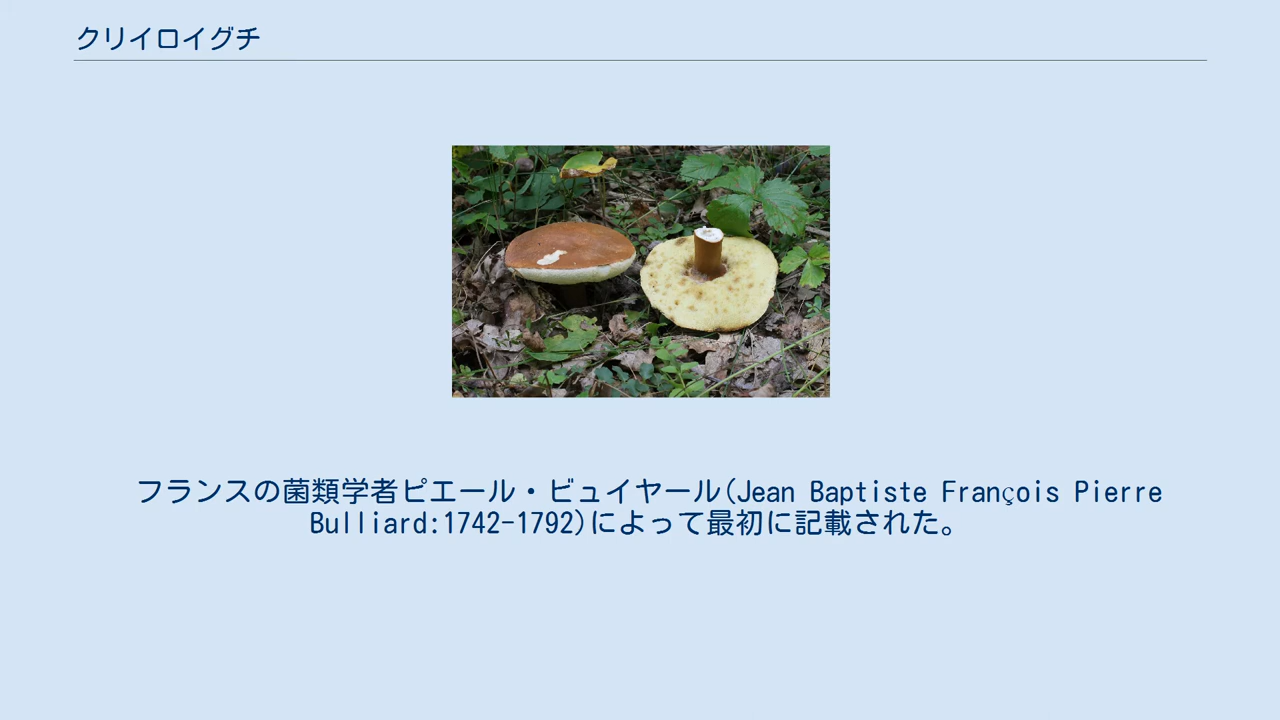 クリイロイグチ
フランスの菌類学者ピエール・ビュイヤール(Jean Baptiste François Pierre
Bulliard:1742-1792)によって最初に記載された。